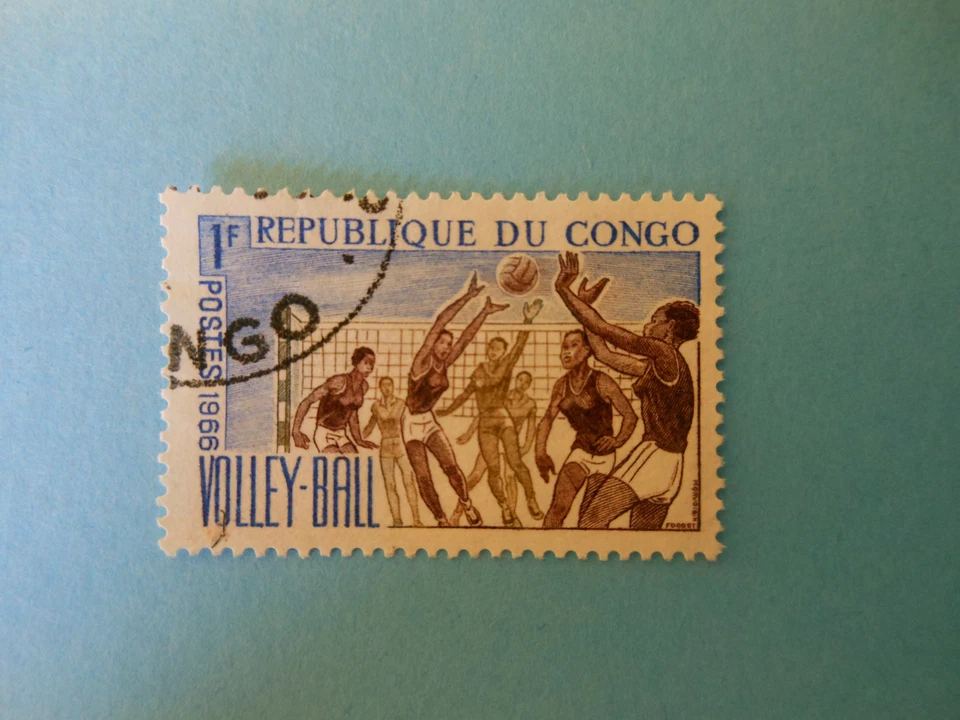 1F REPUBLIQUE DU CONGO
POSTES 1966
NGO
VOLLEY-BALL